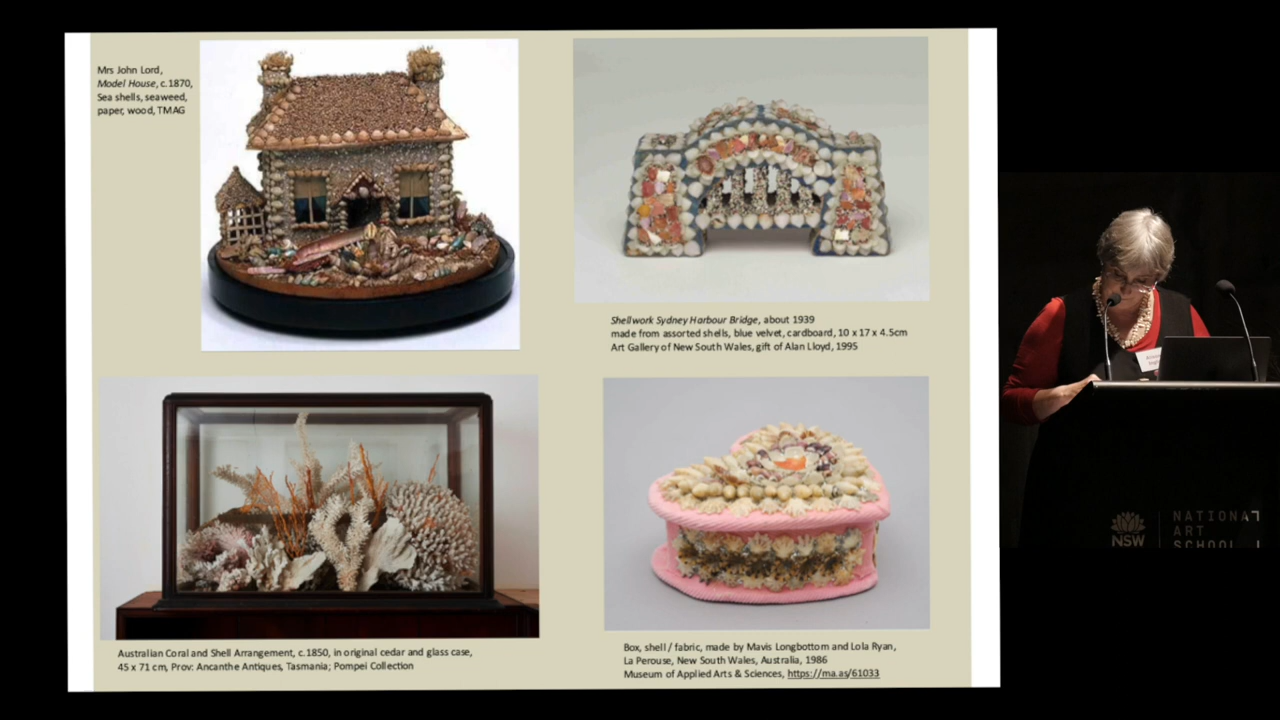 Mrs John Lord,
Model House, c.1870,
Sea shells, seaweed,
paper, wood, TMAG
Shellwork Sydney Harbour Bridge, about 1939
made from assorted shells, blue velvet, cardboard, 10 x 17 x 4.5cm
Art Gallery of New South Wales, gift of Alan Lloyd, 1995
Australian Coral and Shell Arrangement, c.1850, in original cedar and glass case,
45 x 71 cm, Prov: Ancanthe Antiques, Tasmania; Pompei Collection
Box, shell / fabric, made by Mavis Longbottom and Lola Ryan,
La Perouse, New South Wales, Australia, 1986
Museum of Applied Arts & Sciences, https://ma.as/61033
NSW
NATIONAL
ART
SCHOOL